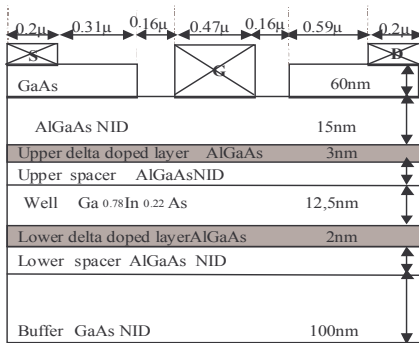 0.2µ 0.31µ 0.16µ 0.47µ 0.16µ 0.59µ 0.2µ
S G D
GaAs 60nm
AlGaAs NID 15nm
Upper delta doped layer AlGaAs 3nm
Upper spacer AlGaAsNID
Well Ga 0.78In 0.22 As 12,5nm
Lower delta doped layerAlGaAs 2nm
Lower spacer AlGaAs NID
Buffer GaAs NID 100nm